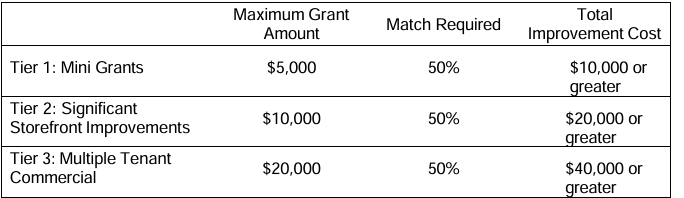 Maximum Grant
Amount
Match Required
Total
Improvement Cost
Tier 1: Mini Grants
$5,000
50%
$10,000 or
greater
Tier 2: Significant
Storefront Improvements
$10,000
50%
$20,000 or
greater
Tier 3: Multiple Tenant
Commercial
$20,000
50%
$40,000 or
greater